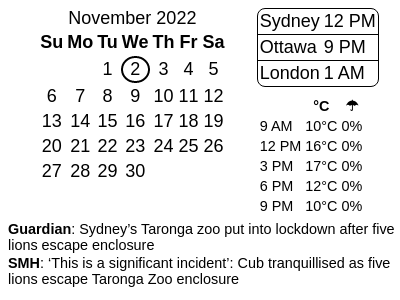 November 2022
Su Mo Tu We Th Fr Sa
1 2 3 4 5
6 7 8 9 10 11 12
13 14 15 16 17 18 19
20 21 22 23 24 25 26
27 28 29 30
Sydney 12 PM
Ottawa 9 PM
London 1 AM
°C ☂
9 AM 10°C 0%
12 PM 16°C 0%
3 PM 17°C 0%
6 PM 12°C 0%
9 PM 10°C 0%
Guardian: Sydney’s Taronga zoo put into lockdown after five
lions escape enclosure
SMH: ‘This is a significant incident’: Cub tranquillised as five
lions escape Taronga Zoo enclosure